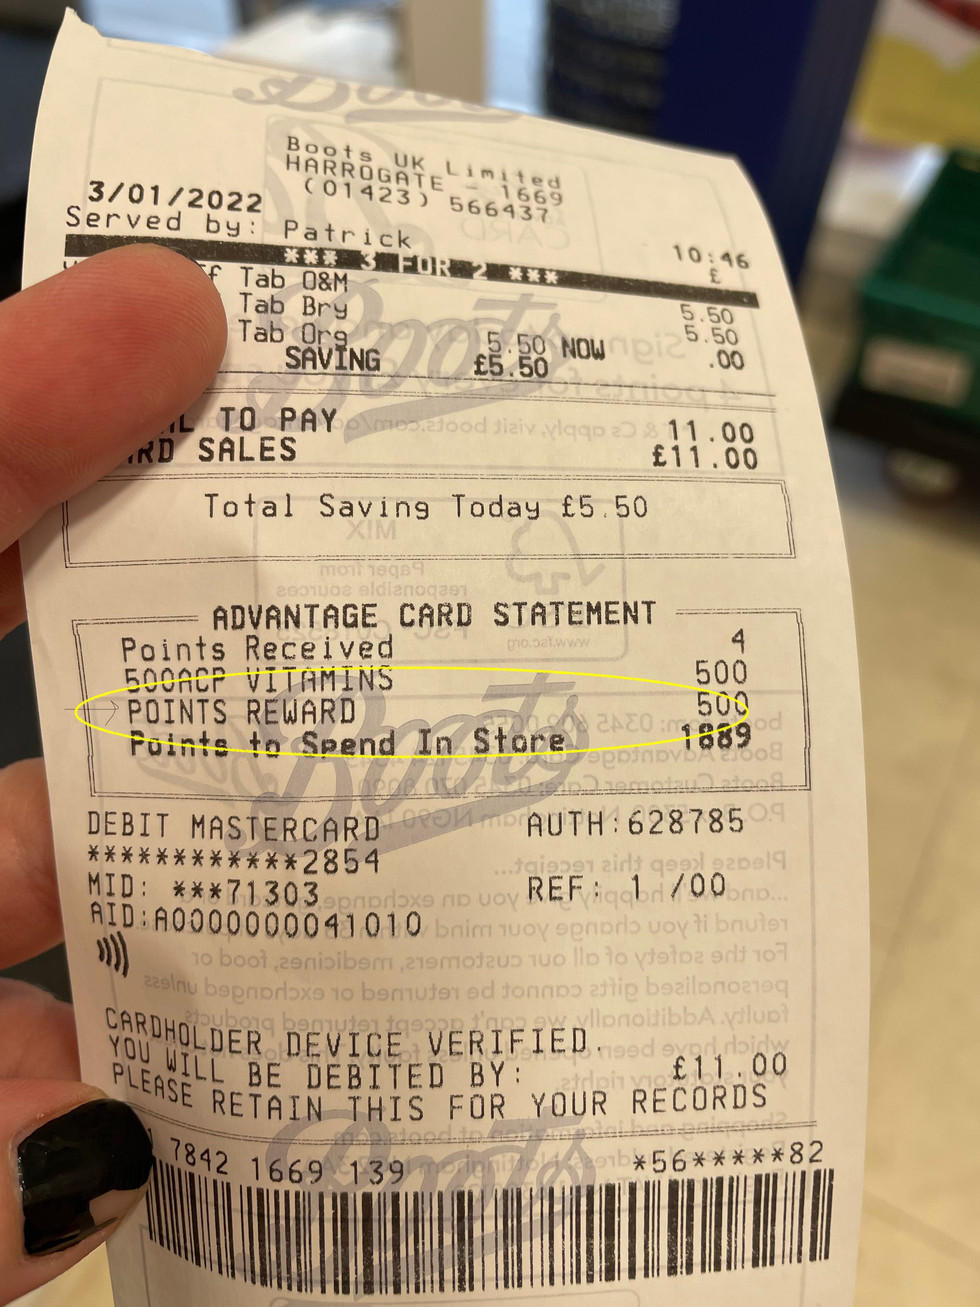 Boots UK Limited
HARROGATE - 1669
(01423) 566437
3/01/2022 10:46
Served by: Patrick £
*** 3 FOR 2 ***
Tab O&M 5.50
Tab Bry 5.50
Tab Org 5.50 NOW .00
SAVING £5.50
TO PAY 11.00
SALES £11.00
Total Saving Today £5.50
ADVANTAGE CARD STATEMENT
Points Received 4
500ACP VITAMINS 500
POINTS REWARD 500
Points to Spend In Store 1889
DEBIT MASTERCARD AUTH:628785
************2854
MID: ***71303 REF: 1 /00
AID:A0000000041010
CARDHOLDER DEVICE VERIFIED.
YOU WILL BE DEBITED BY: £11.00
PLEASE RETAIN THIS FOR YOUR RECORDS
7842 1669 139 *56*****82